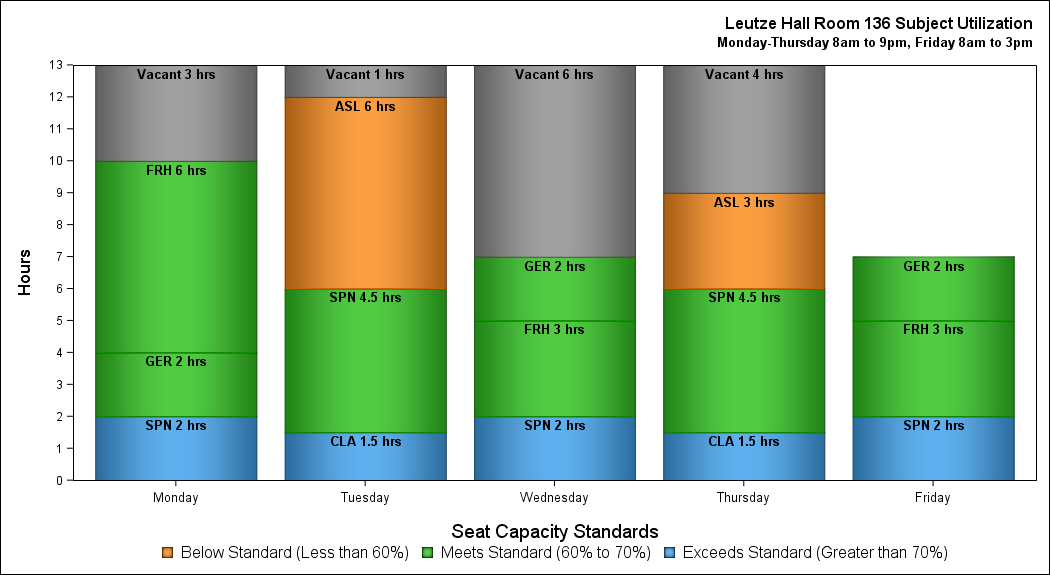 Leutze Hall Room 136 Subject Utilization
Monday-Thursday 8am to 9pm, Friday 8am to 3pm
Hours
13
12
11
10
9
8
7
6
5
4
3
2
1
0
Vacant 3 hrs
FRH 6 hrs
GER 2 hrs
SPN 2 hrs
Vacant 1 hrs
ASL 6 hrs
SPN 4.5 hrs
CLA 1.5 hrs
Vacant 6 hrs
GER 2 hrs
FRH 3 hrs
SPN 2 hrs
Vacant 4 hrs
ASL 3 hrs
SPN 4.5 hrs
CLA 1.5 hrs
GER 2 hrs
FRH 3 hrs
SPN 2 hrs
Monday Tuesday Wednesday Thursday Friday
Seat Capacity Standards
Below Standard (Less than 60%) Meets Standard (60% to 70%) Exceeds Standard (Greater than 70%)